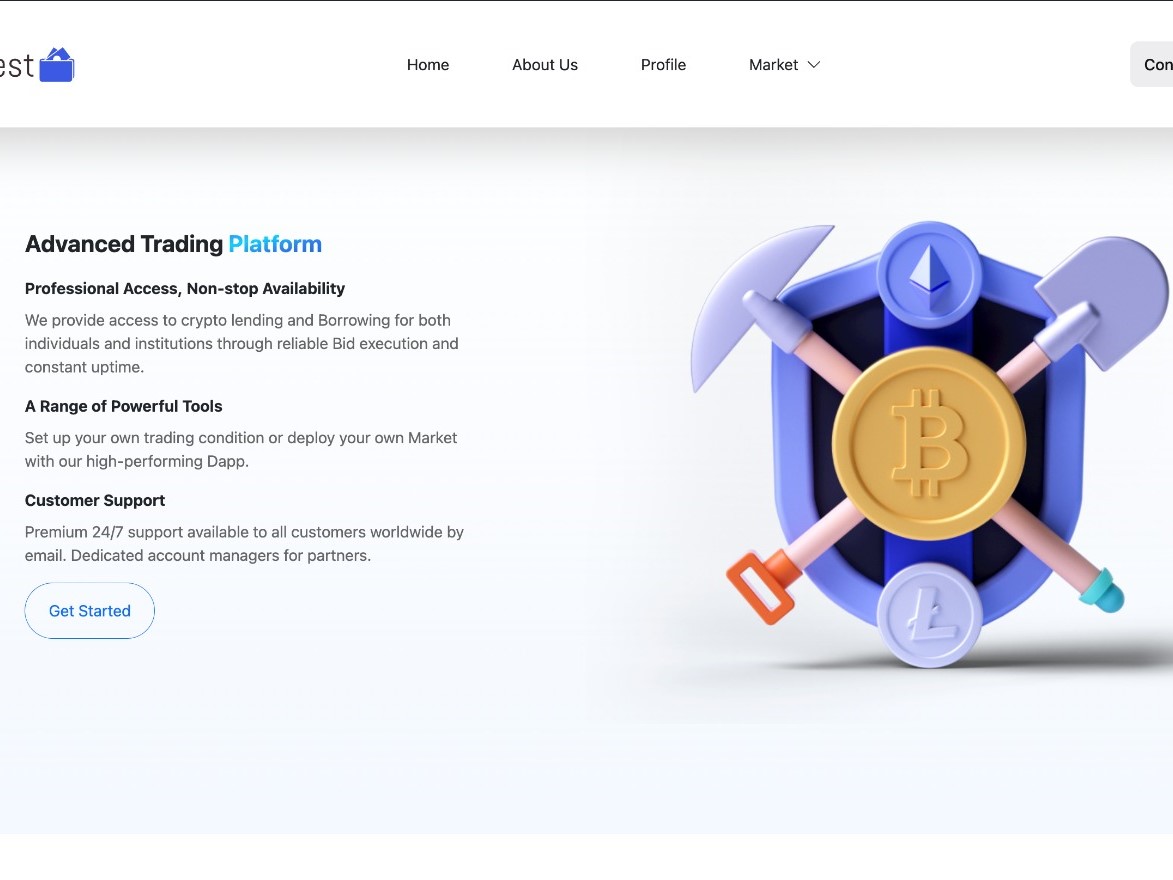 est
Home
About Us
Profile
Market
Con
Advanced Trading Platform
Professional Access, Non-stop Availability
We provide access to crypto lending and Borrowing for both
individuals and institutions through reliable Bid execution and
constant uptime.
A Range of Powerful Tools
Set up your own trading condition or deploy your own Market
with our high-performing Dapp.
Customer Support
Premium 24/7 support available to all customers worldwide by
email. Dedicated account managers for partners.
Get Started